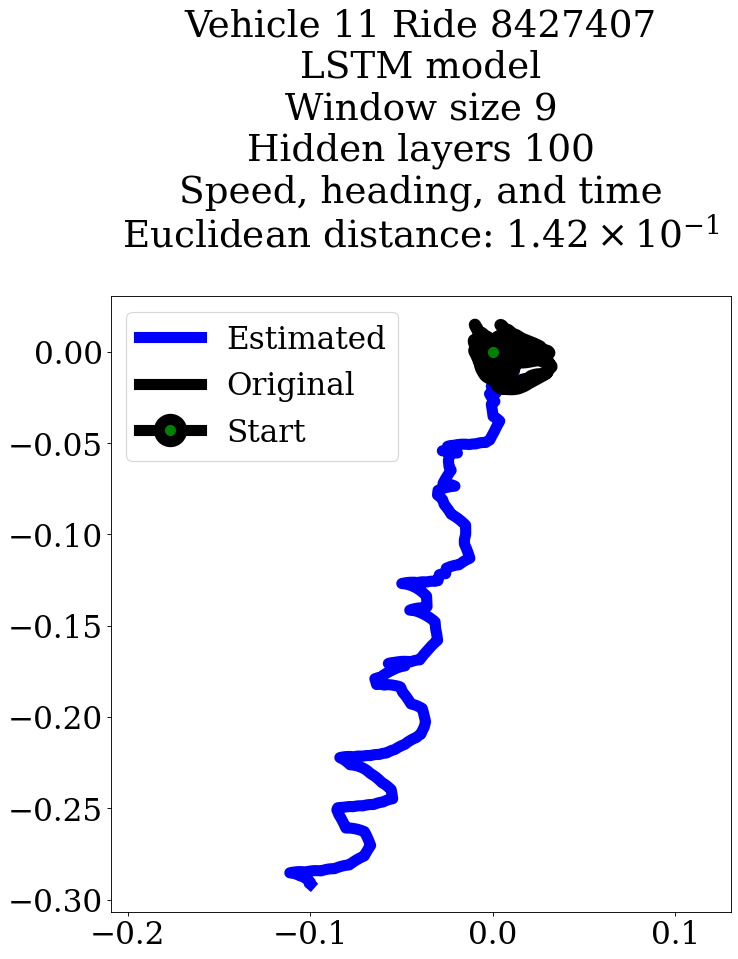 Vehicle 11 Ride 8427407
LSTM model
Window size 9
Hidden layers 100
Speed, heading, and time
Euclidean distance: 1.42 × 10⁻¹
Estimated
Original
Start
0.00
−0.05
−0.10
−0.15
−0.20
−0.25
−0.30
−0.2 −0.1 0.0 0.1